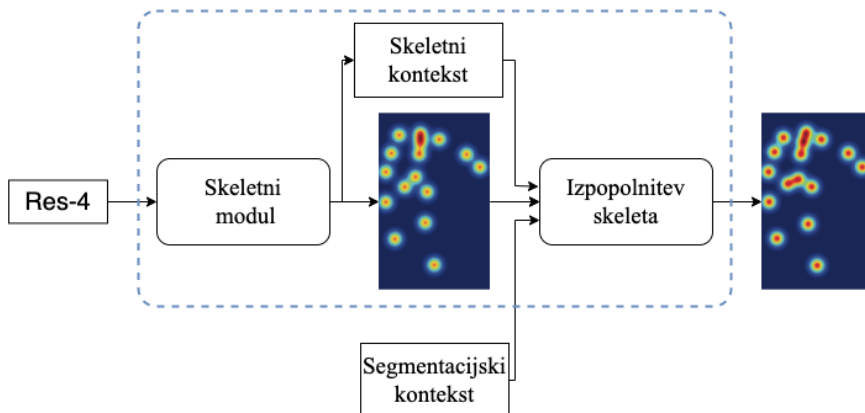 Skeletni
kontekst
Res-4
Skeletni
modul
Izpopolnitev
skeleta
Segmentacijski
kontekst